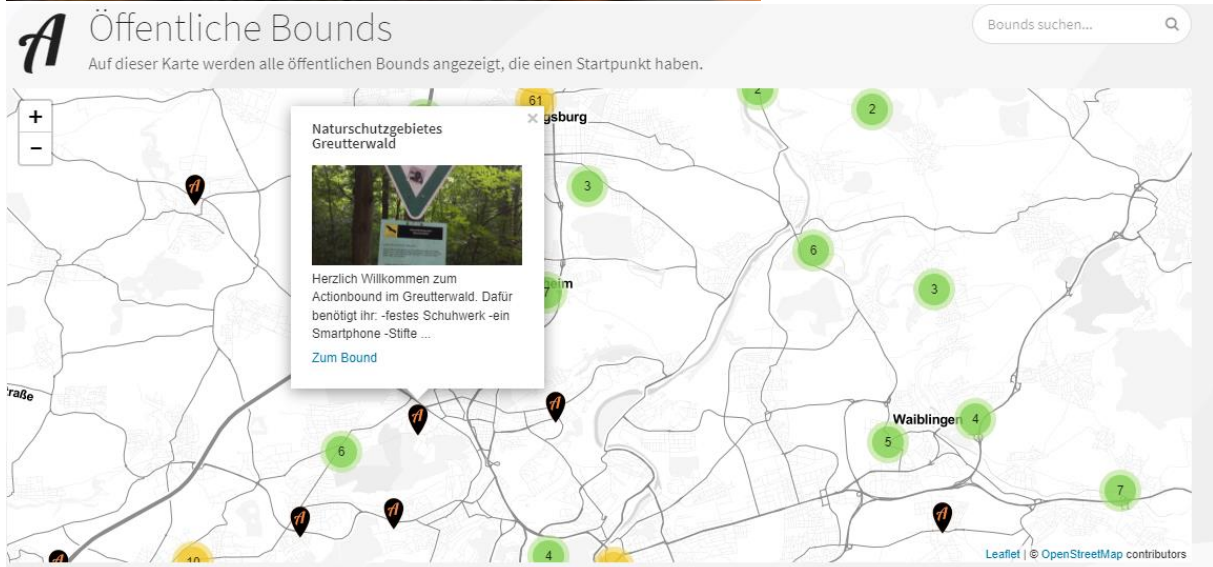 Öffentliche Bounds
Bounds suchen...
Auf dieser Karte werden alle öffentlichen Bounds angezeigt, die einen Startpunkt haben.
+
−
61
2
2
gsburg
×
Naturschutzgebietes
Greutterwald
3
6
3
7
eim
Herzlich Willkommen zum
Actionbound im Greutterwald. Dafür
benötigt ihr: -festes Schuhwerk -ein
Smartphone -Stifte ...
Zum Bound
raße
Waiblingen
4
5
6
7
4
10
Leaflet | © OpenStreetMap contributors